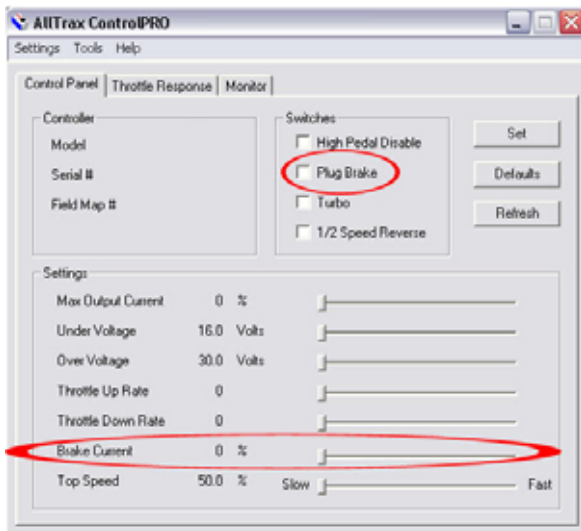 AllTrax ControlPRO
Settings Tools Help
Control Panel Throttle Response Monitor
Controller
Model
Serial #
Field Map #
Switches
High Pedal Disable
Plug Brake
Turbo
1/2 Speed Reverse
Set
Defaults
Refresh
Settings
Max Output Current 0 %
Under Voltage 16.0 Volts
Over Voltage 30.0 Volts
Throttle Up Rate 0
Throttle Down Rate 0
Brake Current 0 %
Top Speed 50.0 % Slow Fast